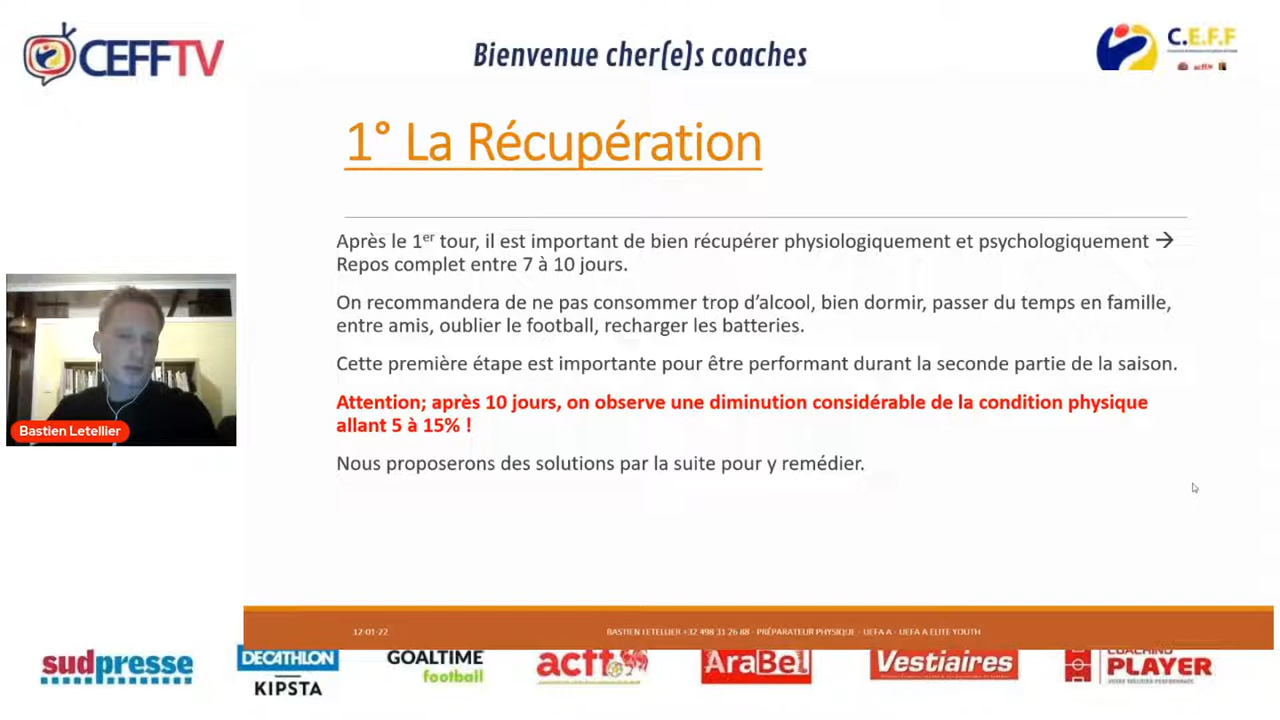 CEFFTV
Bienvenue cher(e)s coaches
C.E.F.F
1° La Récupération
Après le 1er tour, il est important de bien récupérer physiologiquement et psychologiquement →
Repos complet entre 7 à 10 jours.
On recommandera de ne pas consommer trop d’alcool, bien dormir, passer du temps en famille,
entre amis, oublier le football, recharger les batteries.
Cette première étape est importante pour être performant durant la seconde partie de la saison.
Attention; après 10 jours, on observe une diminution considérable de la condition physique
allant 5 à 15% !
Nous proposerons des solutions par la suite pour y remédier.
Bastien Letellier
12-01-22
BASTIEN LETELLIER +32 498 31 26 88 - PRÉPARATEUR PHYSIQUE - UEFA A - UEFA A ELITE YOUTH
sudpresse
DECATHLON
KIPSTA
GOALTIME
football
acff
AraBel
Vestiaires
COACHING
PLAYER